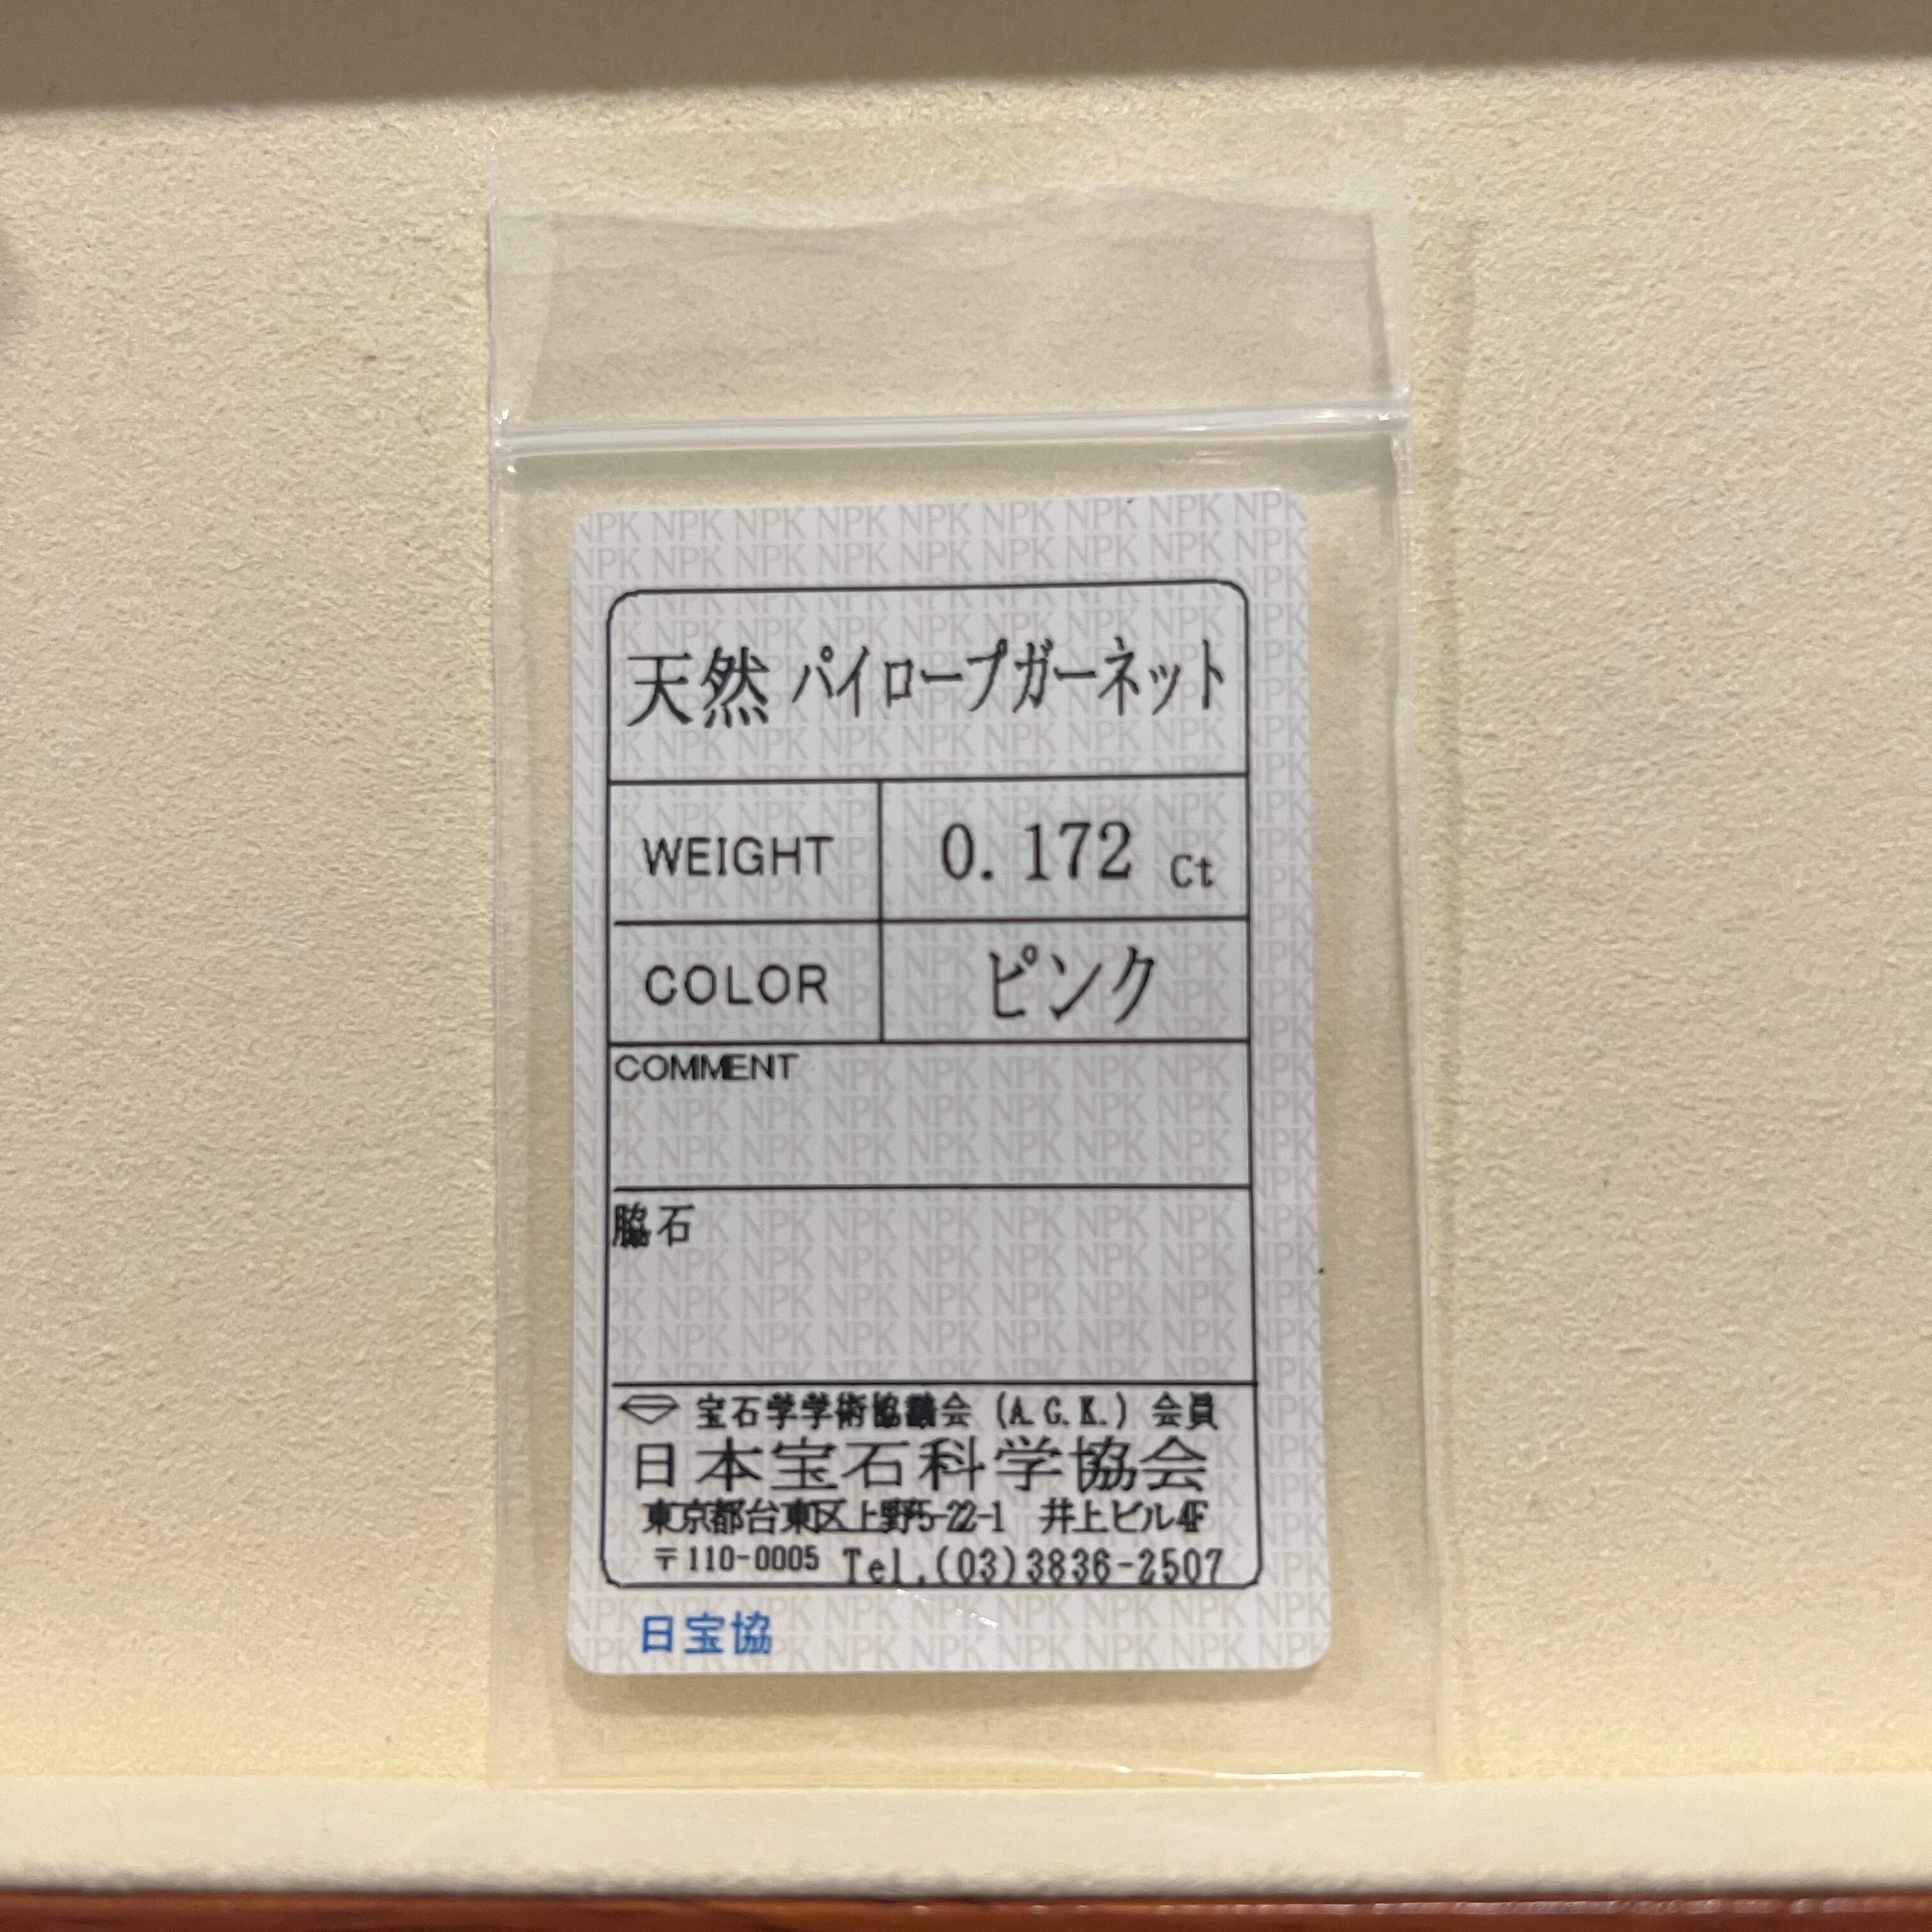 天然 パイロープガーネット
WEIGHT 0.172 Ct
COLOR ピンク
COMMENT
脇石
宝石学学術協議会 (A.G.K.) 会員
日本宝石科学協会
東京都台東区上野5-22-1 井上ビル4F
〒110-0005 Tel.(03)3836-2507
日宝協